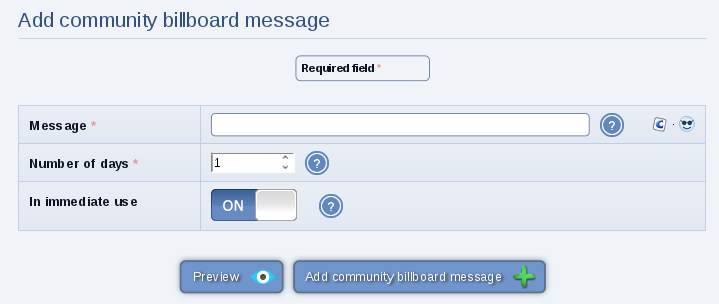 Add community billboard message
Required field *
Message *
?
Number of days *
1
?
In immediate use
ON
?
Preview
Add community billboard message